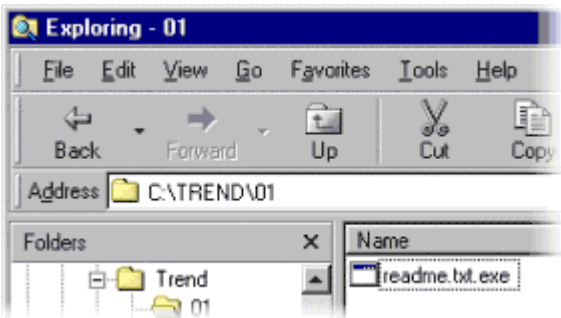 Exploring - 01
File Edit View Go Favorites Tools Help
Back Forward Up Cut Copy
Address C:\TREND\01
Folders × Name
Trend readme.txt.exe
01